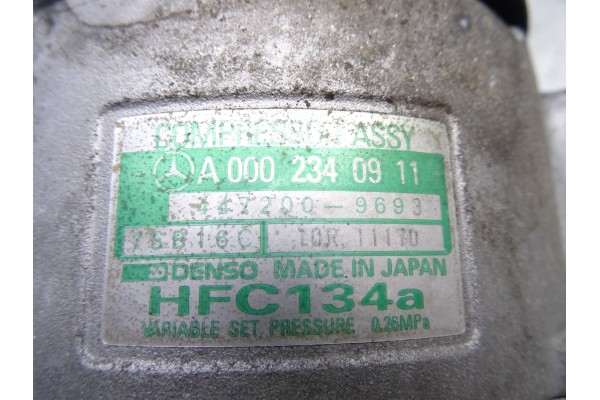 COMPRESSOR ASSY
A 000 234 09 11
447200-9693
10R 11170
DENSO MADE IN JAPAN
HFC134a
VARIABLE SET PRESSURE 0.26MPa